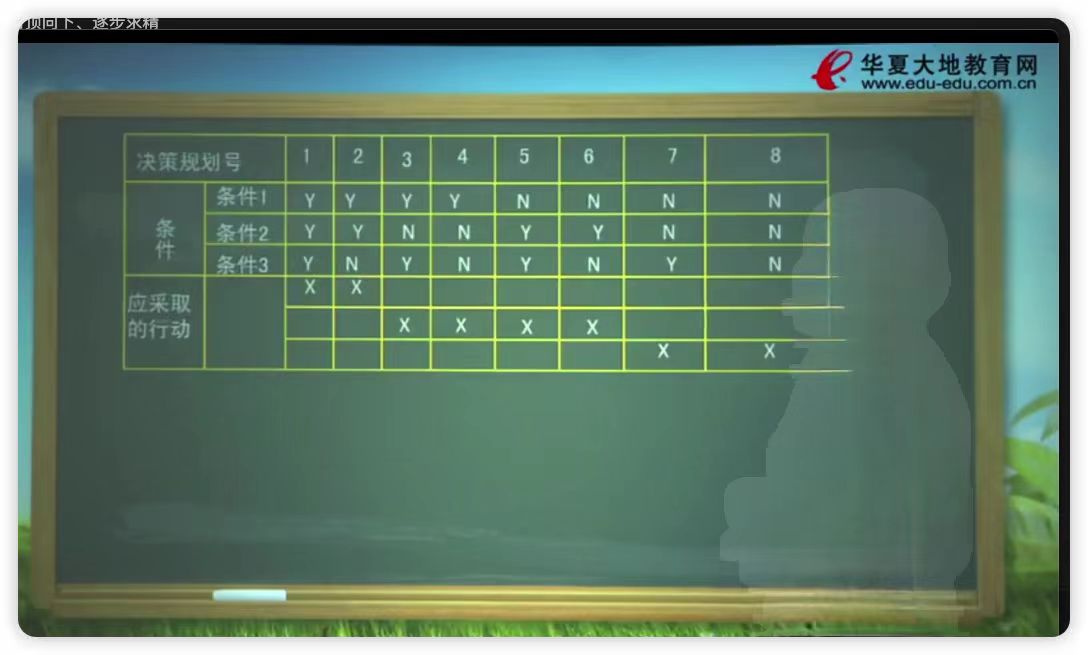 顶向下、逐步求精
华夏大地教育网
www.edu-edu.com.cn
决策规划号 1 2 3 4 5 6 7 8
条件 条件1 Y Y Y Y N N N N
条件2 Y Y N N Y Y N N
条件3 Y N Y N Y N Y N
应采取的行动 X X
X X X X
X X